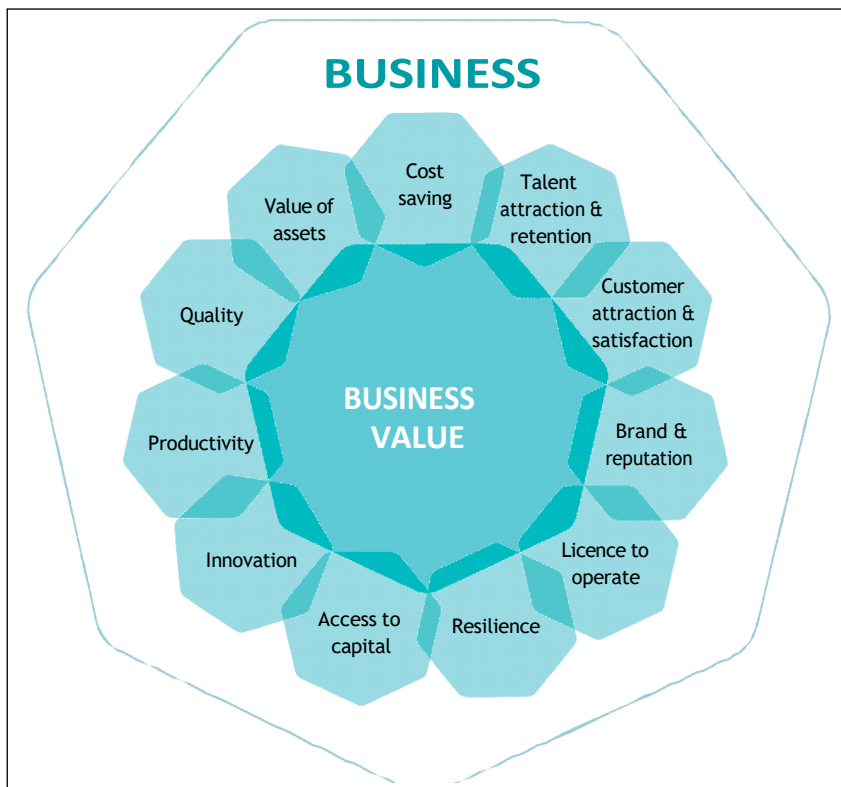 BUSINESS
Cost
saving
Talent
attraction &
retention
Customer
attraction &
satisfaction
Brand &
reputation
Licence to
operate
Resilience
Access to
capital
Innovation
Productivity
Quality
Value of
assets
BUSINESS
VALUE